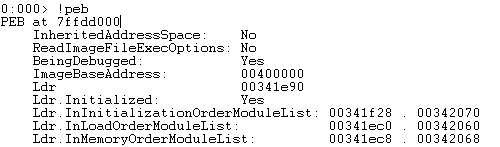 0:000> !peb
PEB at 7ffdd000
InheritedAddressSpace: No
ReadImageFileExecOptions: No
BeingDebugged: Yes
ImageBaseAddress: 00400000
Ldr 00341e90
Ldr.Initialized: Yes
Ldr.InInitializationOrderModuleList: 00341f28 . 00342070
Ldr.InLoadOrderModuleList: 00341ec0 . 00342060
Ldr.InMemoryOrderModuleList: 00341ec8 . 00342068